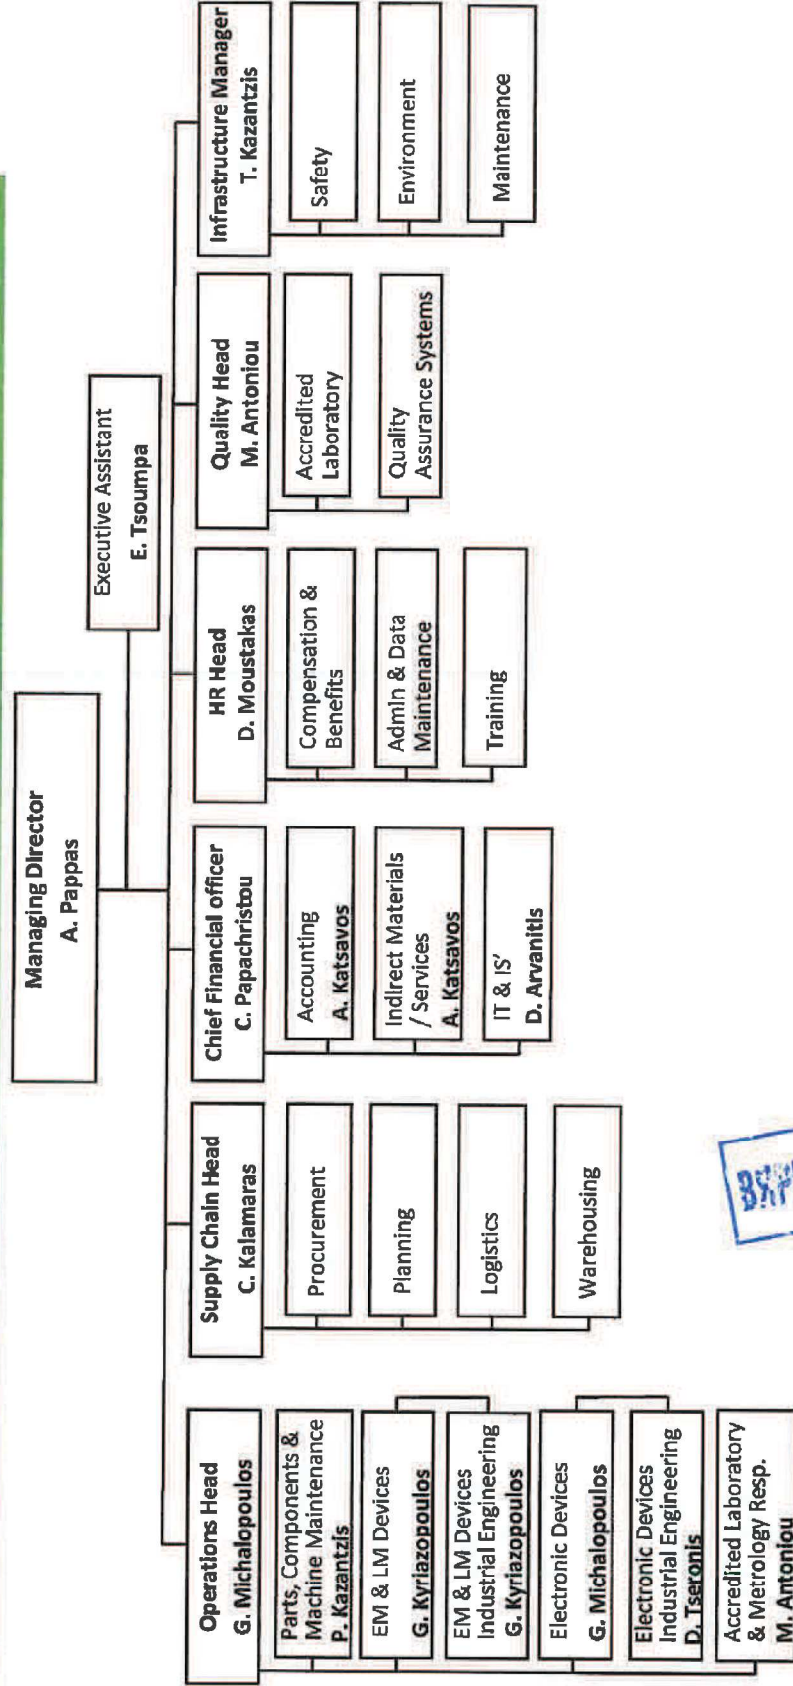 Managing Director
A. Pappas
Executive Assistant
E. Tsoumpa
Operations Head
G. Michalopoulos
Parts, Components &
Machine Maintenance
P. Kazantzis
EM & LM Devices
G. Kyriazopoulos
EM & LM Devices
Industrial Engineering
G. Kyriazopoulos
Electronic Devices
G. Michalopoulos
Electronic Devices
Industrial Engineering
D. Tseronis
Accredited Laboratory
& Metrology Resp.
M. Antoniou
Supply Chain Head
C. Kalamaras
Procurement
Planning
Logistics
Warehousing
Chief Financial officer
C. Papachristou
Accounting
A. Katsavos
Indirect Materials
/ Services
A. Katsavos
IT & IS'
D. Arvanitis
HR Head
D. Moustakas
Compensation &
Benefits
Admin & Data
Maintenance
Training
Quality Head
M. Antoniou
Accredited
Laboratory
Quality
Assurance Systems
Infrastructure Manager
T. Kazantzis
Safety
Environment
Maintenance